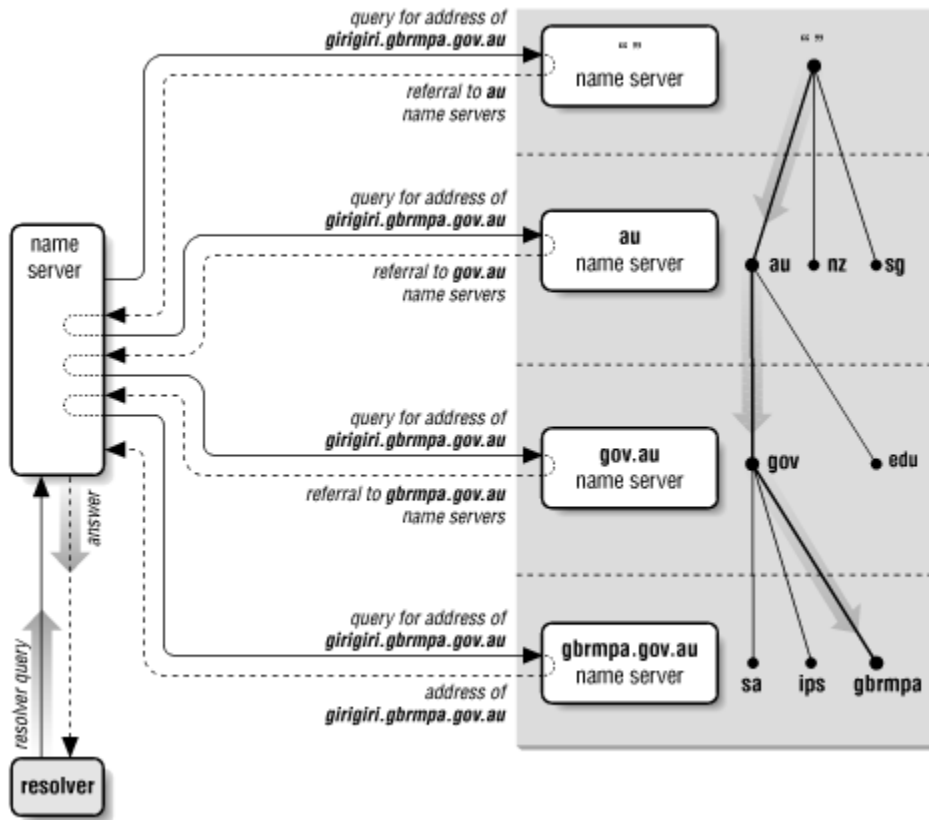 query for address of
girigiri.gbrmpa.gov.au
referral to au
name servers
“ ”
name server
“ ”
query for address of
girigiri.gbrmpa.gov.au
referral to gov.au
name servers
au
name server
au
nz
sg
name
server
query for address of
girigiri.gbrmpa.gov.au
referral to gbrmpa.gov.au
name servers
gov.au
name server
gov
edu
answer
resolver query
query for address of
girigiri.gbrmpa.gov.au
address of
girigiri.gbrmpa.gov.au
gbrmpa.gov.au
name server
sa
ips
gbrmpa
resolver